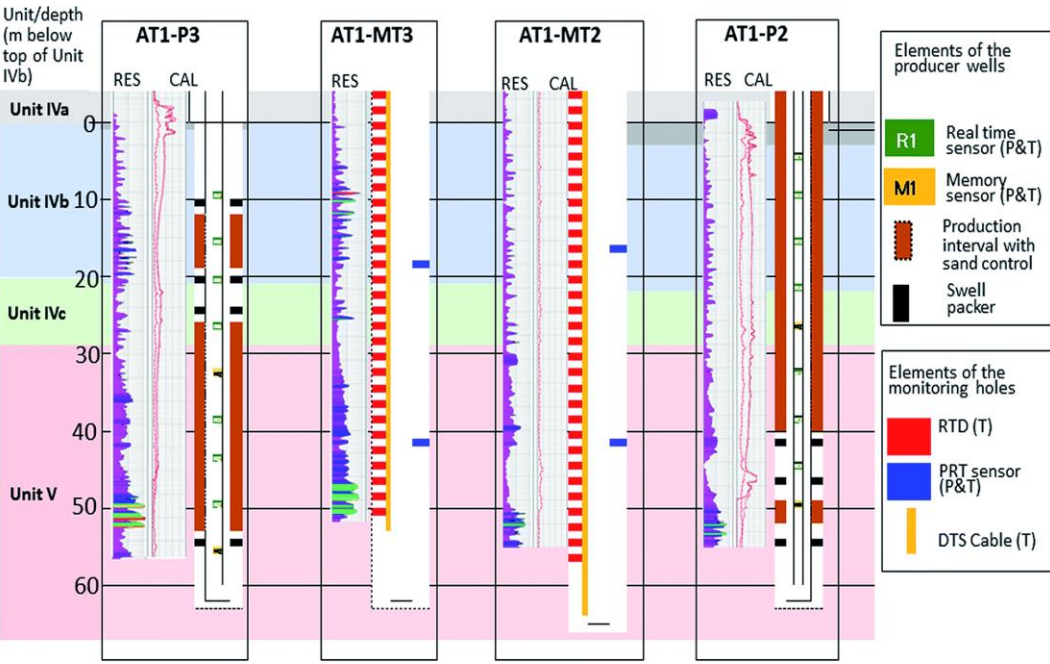 Unit/depth
(m below
top of Unit
IVb)
AT1-P3
AT1-MT3
AT1-MT2
AT1-P2
RES
CAL
RES
RES
CAL
RES
CAL
Unit IVa
0
Unit IVb
10
20
Unit IVc
30
40
Unit V
50
60
Elements of the
producer wells
R1
Real time
sensor (P&T)
M1
Memory
sensor (P&T)
Production
interval with
sand control
Swell
packer
Elements of the
monitoring holes
RTD (T)
PRT sensor
(P&T)
DTS Cable (T)